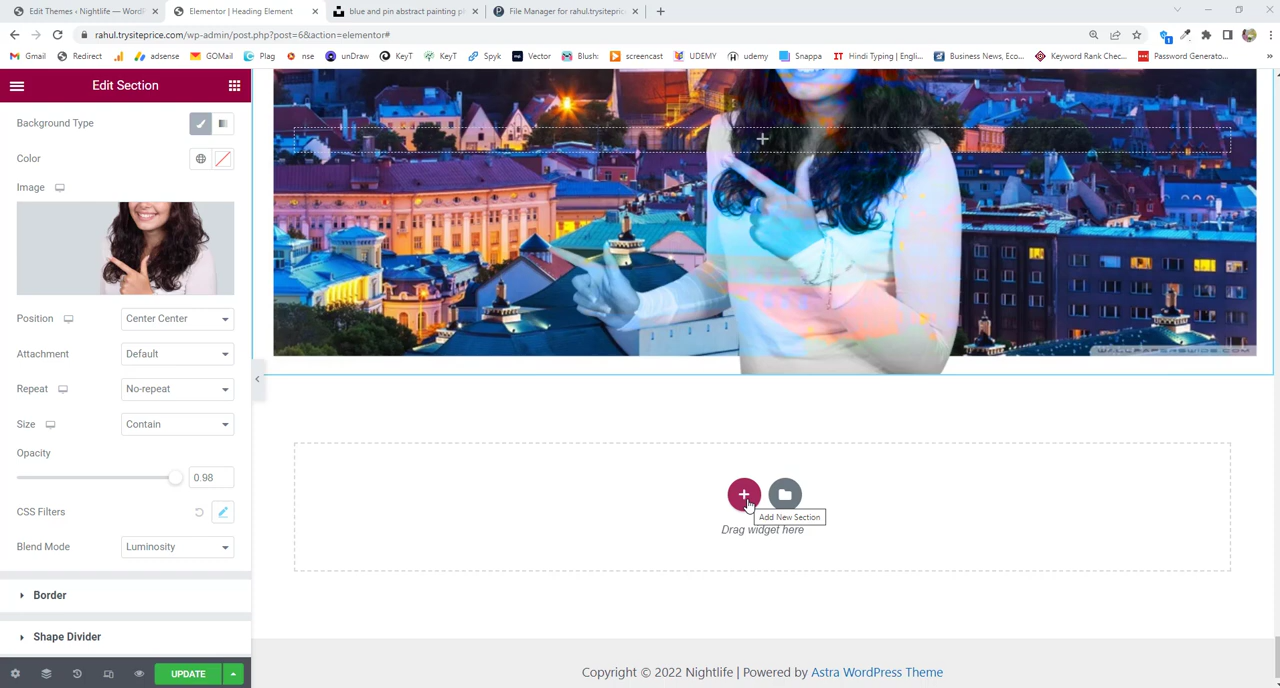 Edit Themes ‹ Nightlife — WordF
Elementor | Heading Element
blue and pin abstract painting ph
File Manager for rahul.trysiteprice
rahul.trysiteprice.com/wp-admin/post.php?post=6&action=elementor#
Gmail Redirect adsense GOMail Plag nse unDraw KeyT KeyT Spyk Vector Blush: screencast UDEMY udemy Snappa Hindi Typing | Engli... Business News, Eco... Keyword Rank Chec... Password Generato... »
Edit Section
Background Type
Color
Image
Position Center Center
Attachment Default
Repeat No-repeat
Size Contain
Opacity
0.98
CSS Filters
Blend Mode Luminosity
Border
Shape Divider
UPDATE
Add New Section
Drag widget here
Copyright © 2022 Nightlife | Powered by Astra WordPress Theme